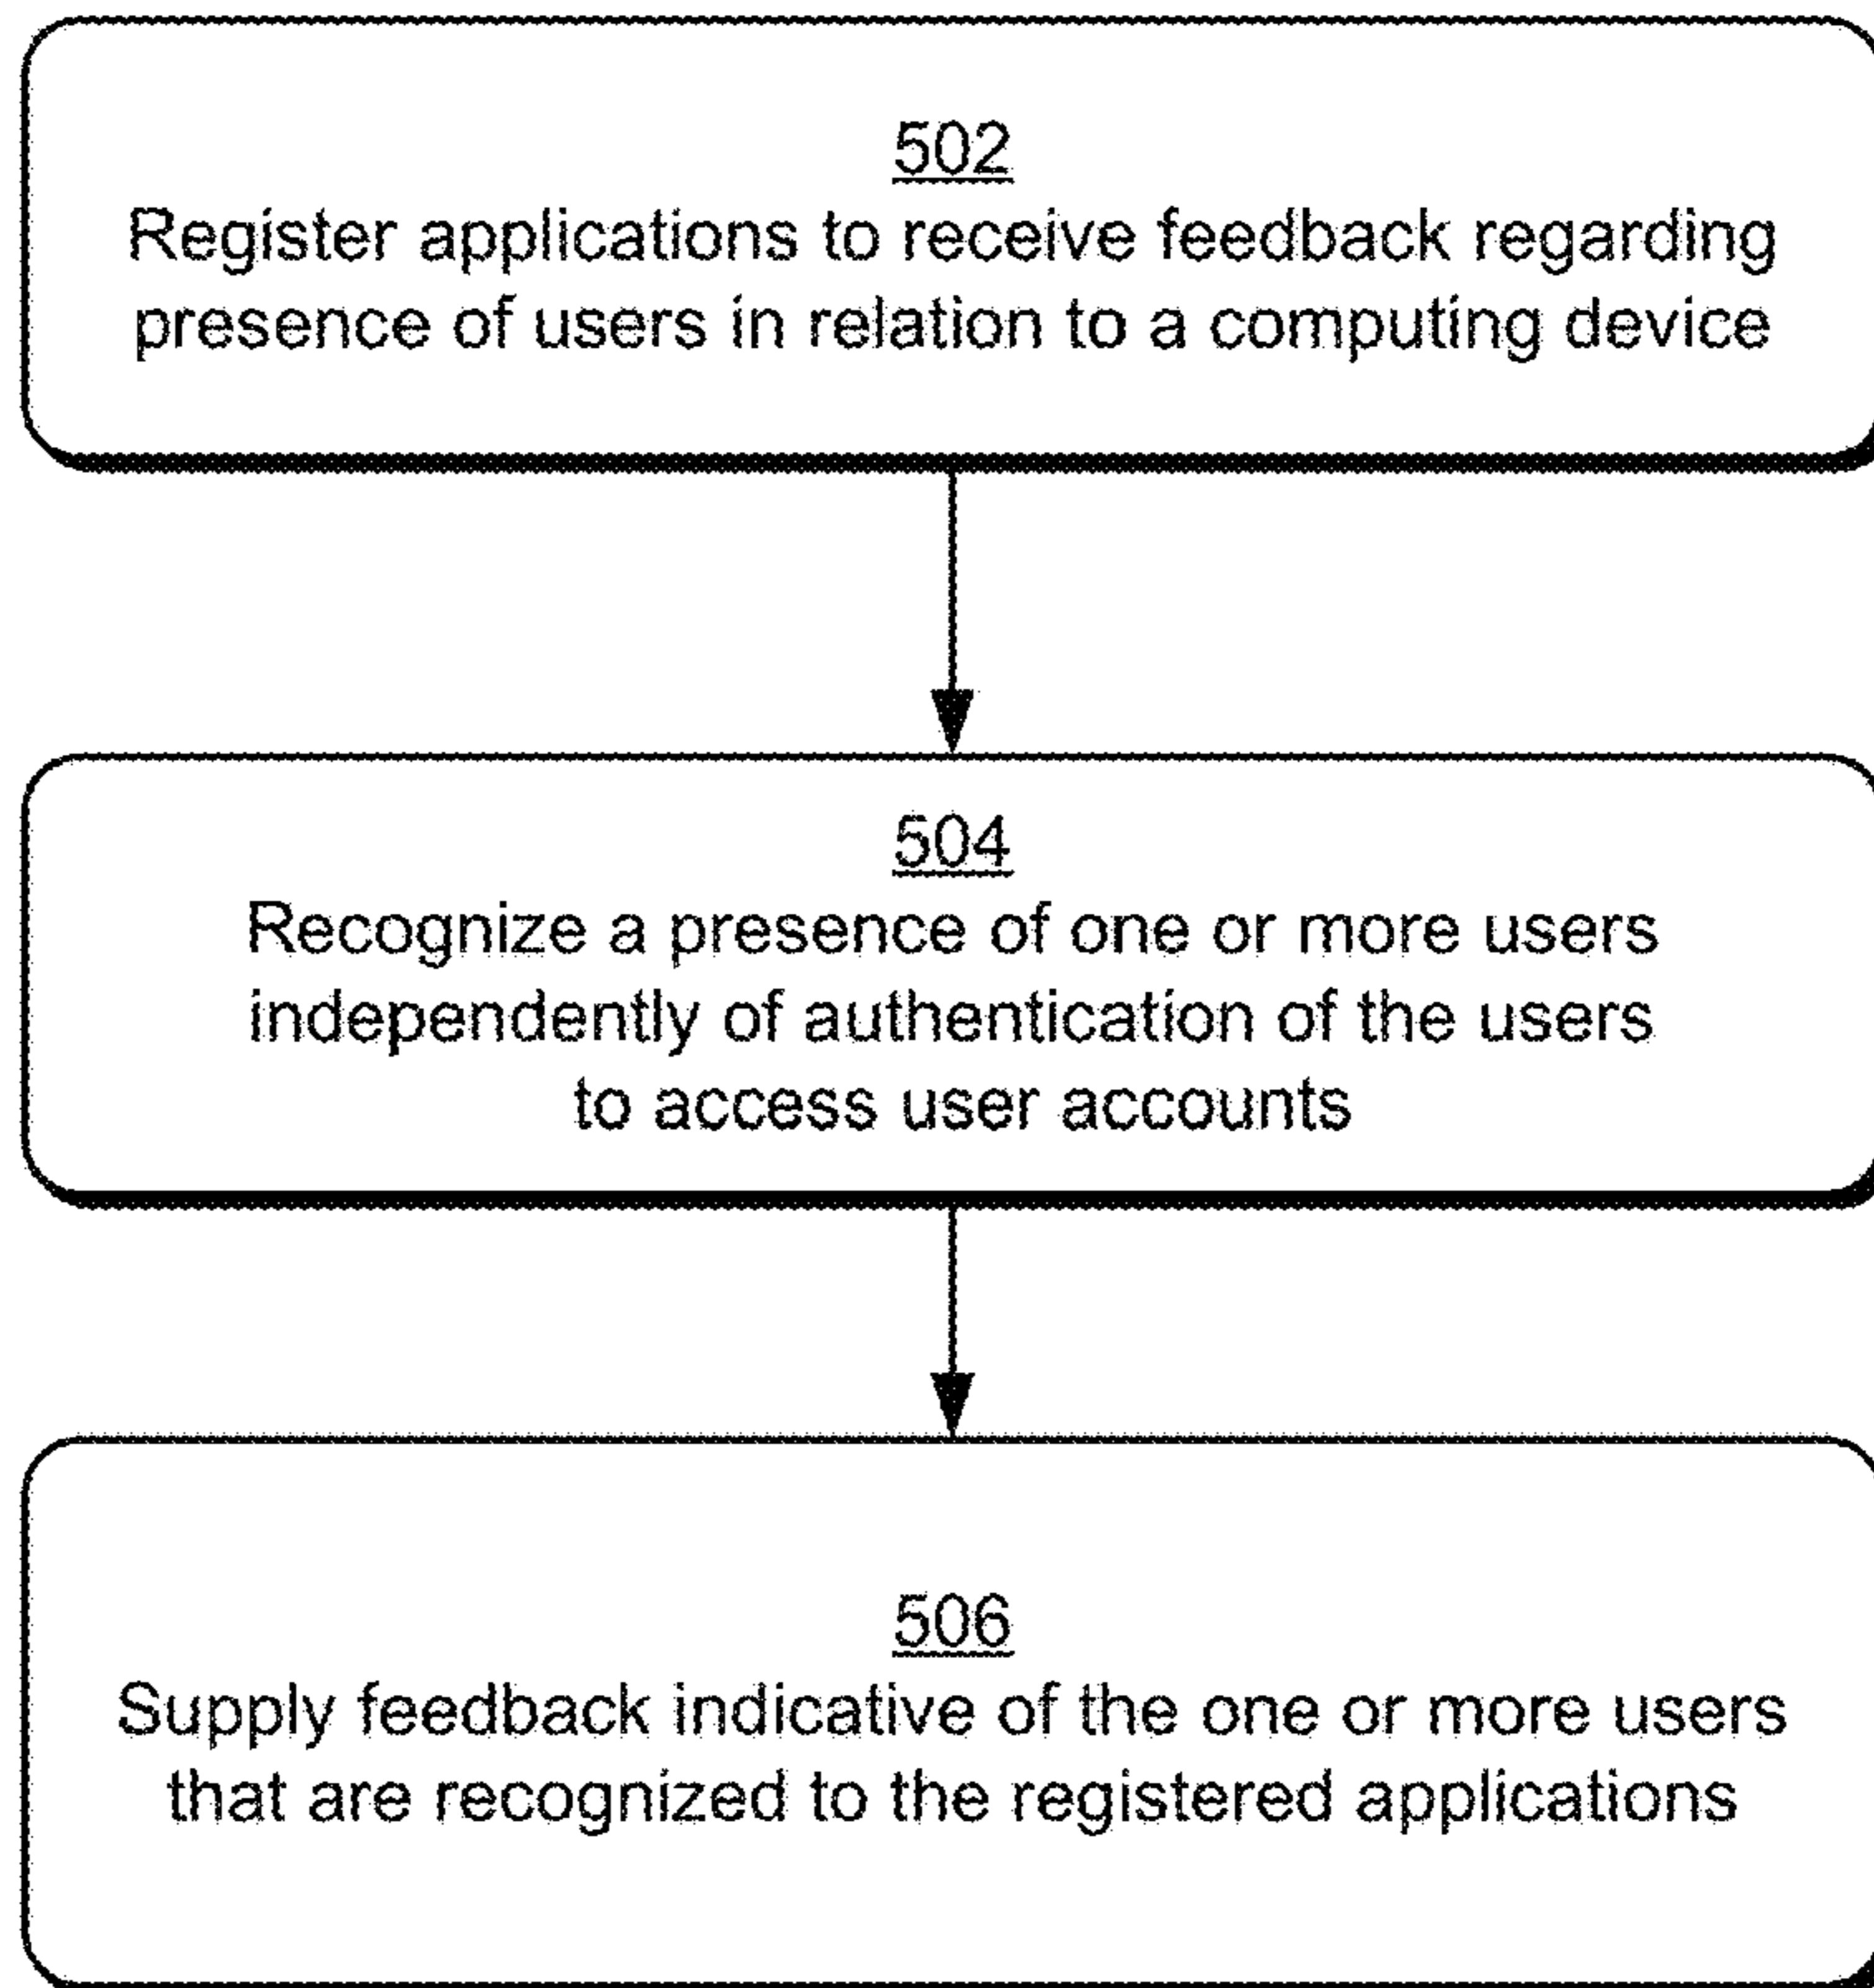 502
Register applications to receive feedback regarding
presence of users in relation to a computing device
504
Recognize a presence of one or more users
independently of authentication of the users
to access user accounts
506
Supply feedback indicative of the one or more users
that are recognized to the registered applications